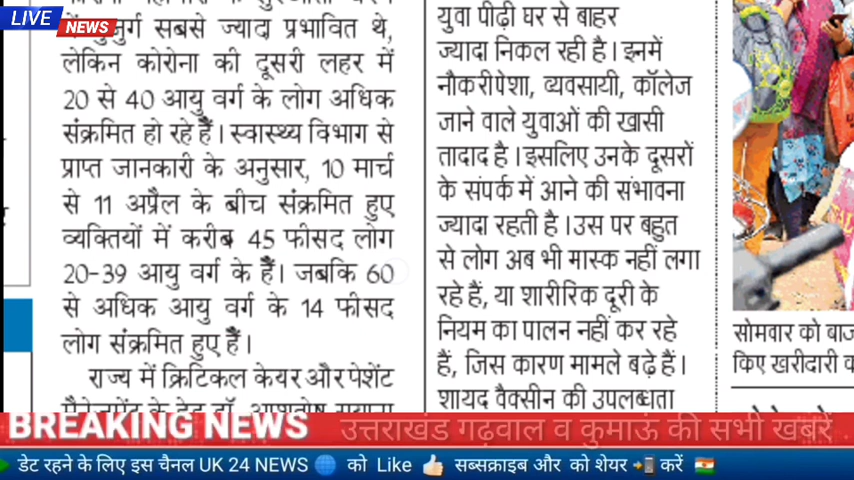 LIVE
NEWS
सबसे ज्यादा प्रभावित थे,
लेकिन कोरोना की दूसरी लहर में
20 से 40 आयु वर्ग के लोग अधिक
संक्रमित हो रहे हैं। स्वास्थ्य विभाग से
प्राप्त जानकारी के अनुसार, 10 मार्च
से 11 अप्रैल के बीच संक्रमित हुए
व्यक्तियों में करीब 45 फीसद लोग
20-39 आयु वर्ग के हैं। जबकि 60
से अधिक आयु वर्ग के 14 फीसद
लोग संक्रमित हुए हैं।
राज्य में क्रिटिकल केयर और पेशेंट
युवा पीढ़ी घर से बाहर
ज्यादा निकल रही है। इनमें
नौकरीपेशा, व्यवसायी, कॉलेज
जाने वाले युवाओं की खासी
तादाद है। इसलिए उनके दूसरों
के संपर्क में आने की संभावना
ज्यादा रहती है।उस पर बहुत
से लोग अब भी मास्क नहीं लगा
रहे हैं, या शारीरिक दूरी के
नियम का पालन नहीं कर रहे
हैं, जिस कारण मामले बढ़े हैं।
शायद वैक्सीन की उपलब्धता
सोमवार को बाज
किए खरीदारी व
BREAKING NEWS
उत्तराखंड गढ़वाल व कुमाऊं की सभी खबरें
डेट रहने के लिए इस चैनल UK 24 NEWS 🌐 को Like 👍🏻 सब्सक्राइब और को शेयर 📲 करें 🇮🇳